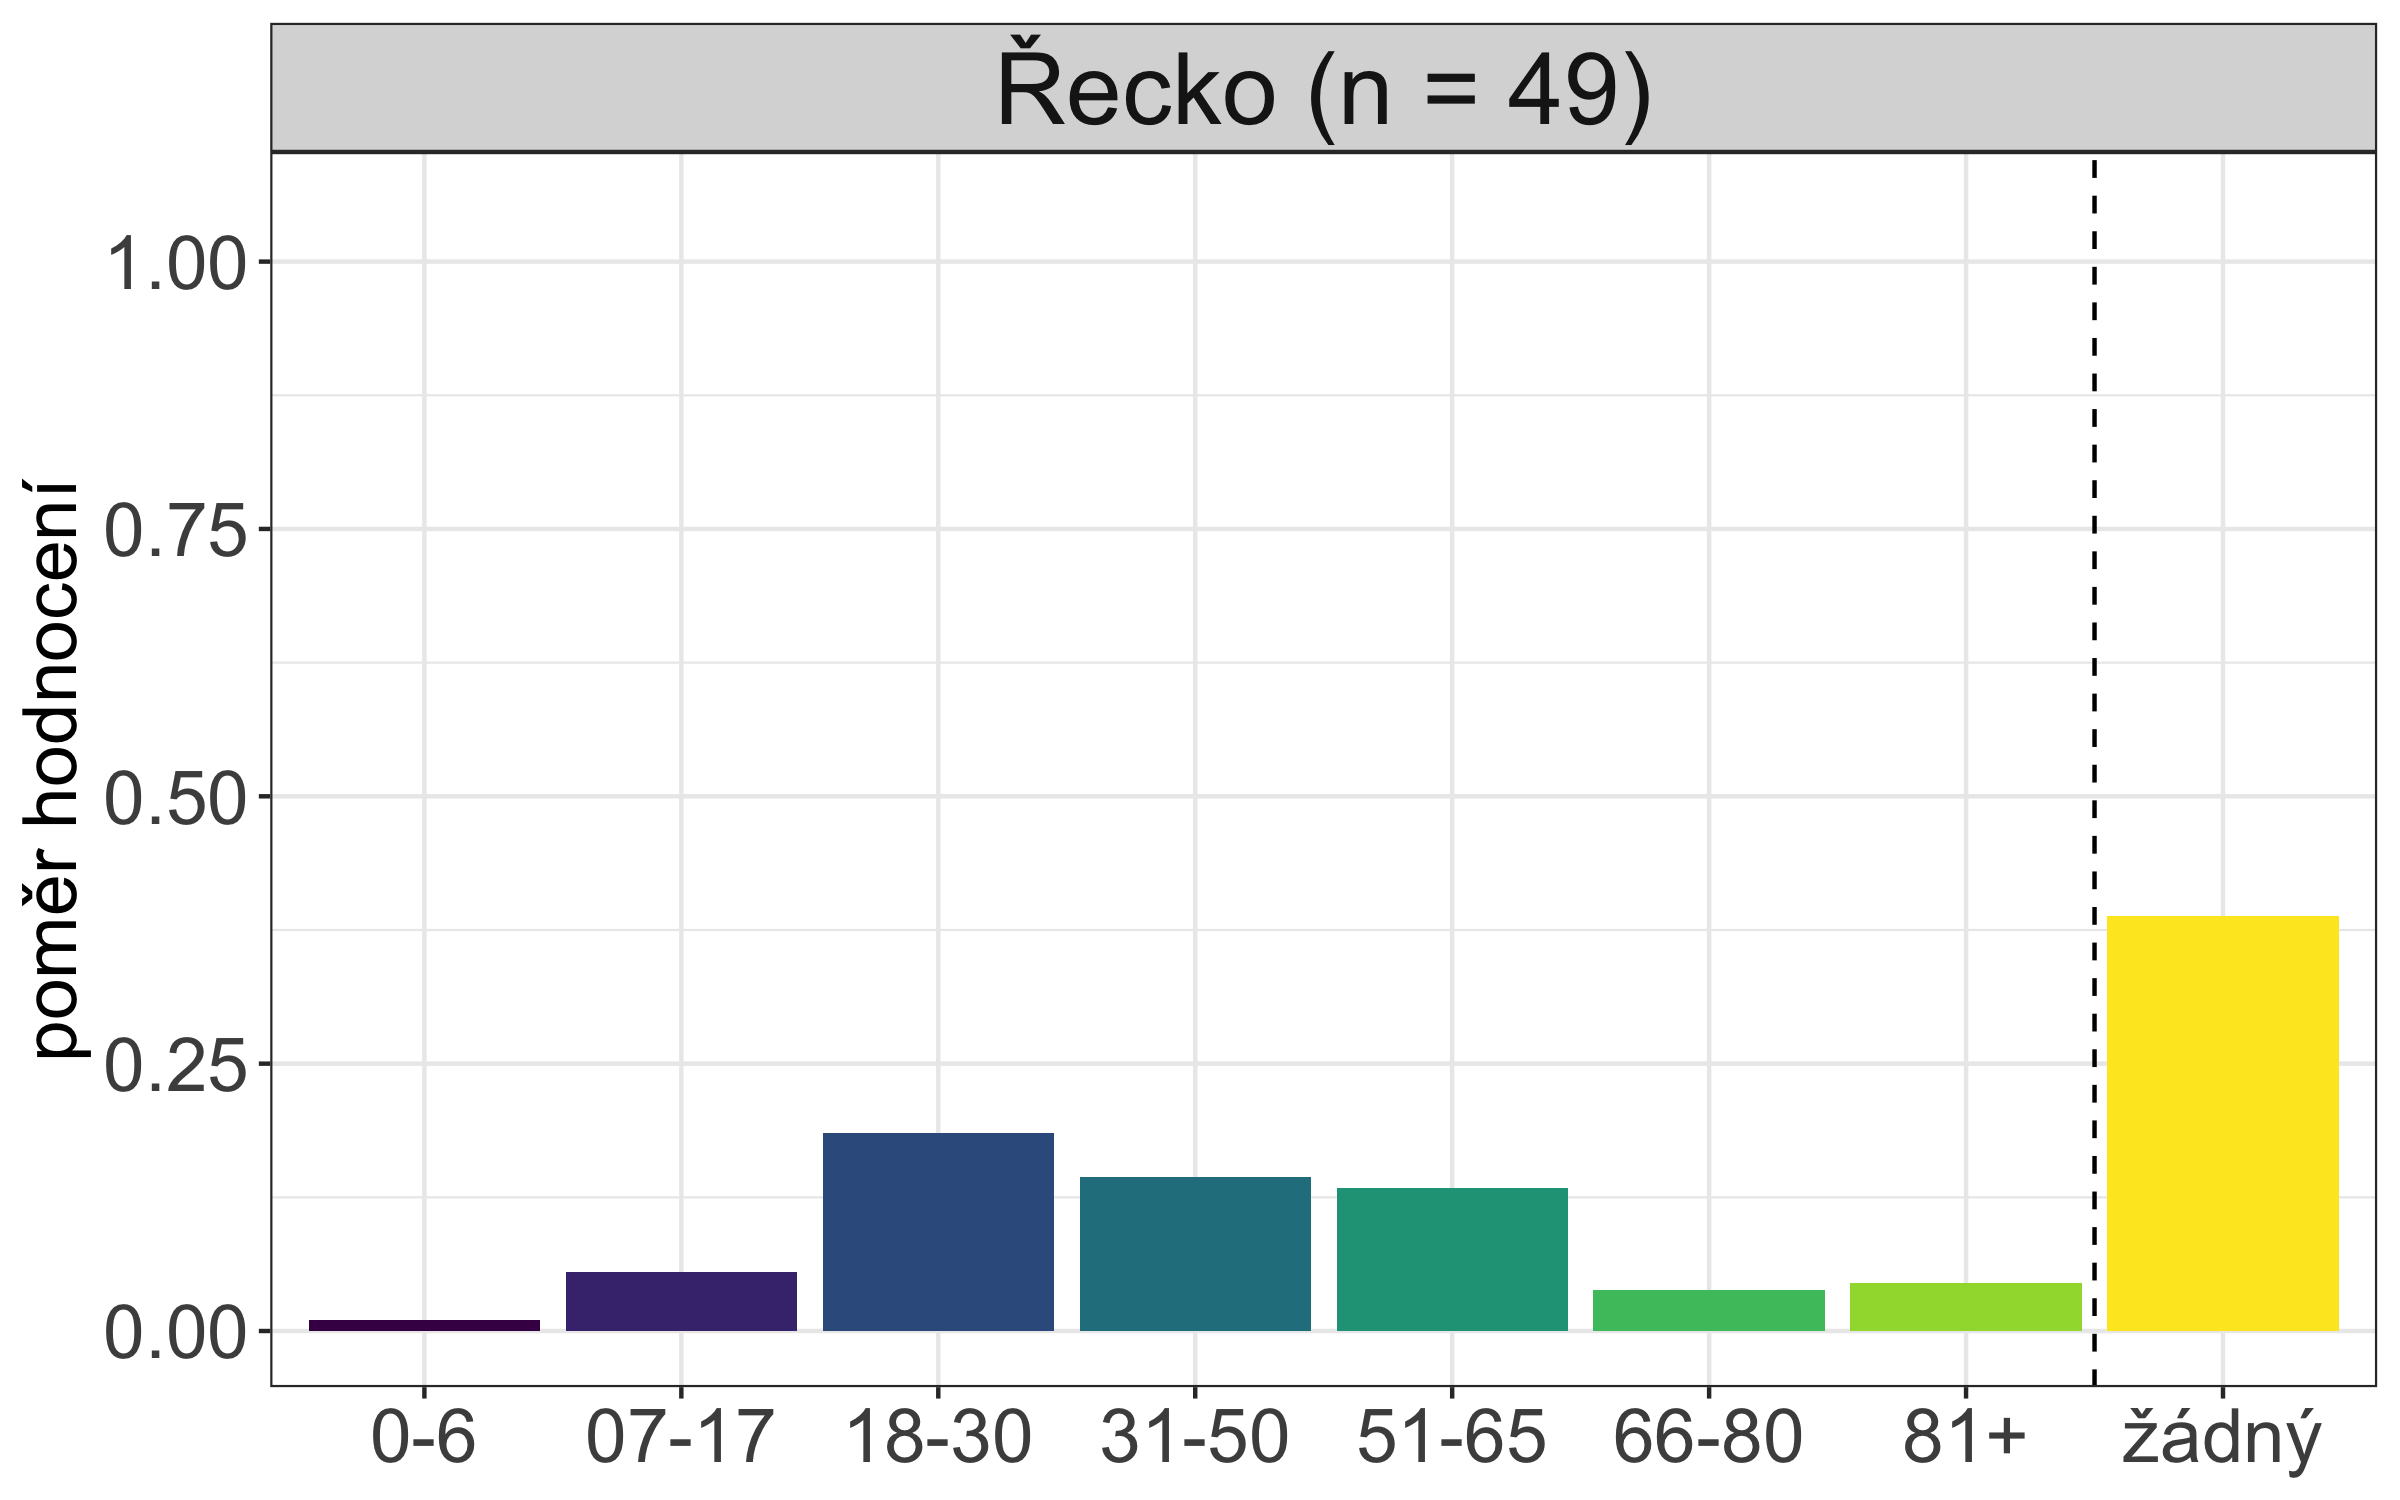 Řecko (n = 49)
poměr hodnocení
1.00
0.75
0.50
0.25
0.00
0-6 07-17 18-30 31-50 51-65 66-80 81+ žádný